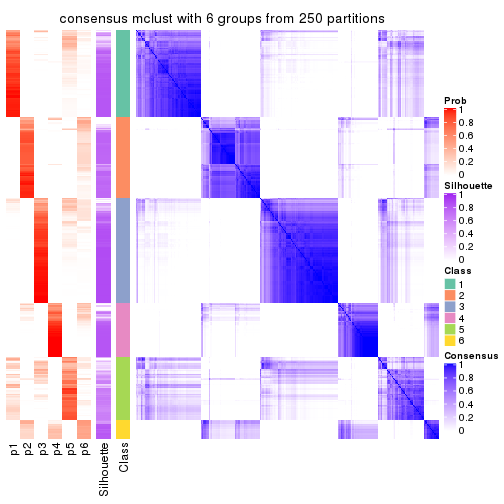 consensus mclust with 6 groups from 250 partitions
Prob
1
0.8
0.6
0.4
0.2
0
Silhouette
1
0.8
0.6
0.4
0.2
0
Class
1
2
3
4
5
6
Consensus
1
0.8
0.6
0.4
0.2
0
p1
p2
p3
p4
p5
p6
Silhouette
Class